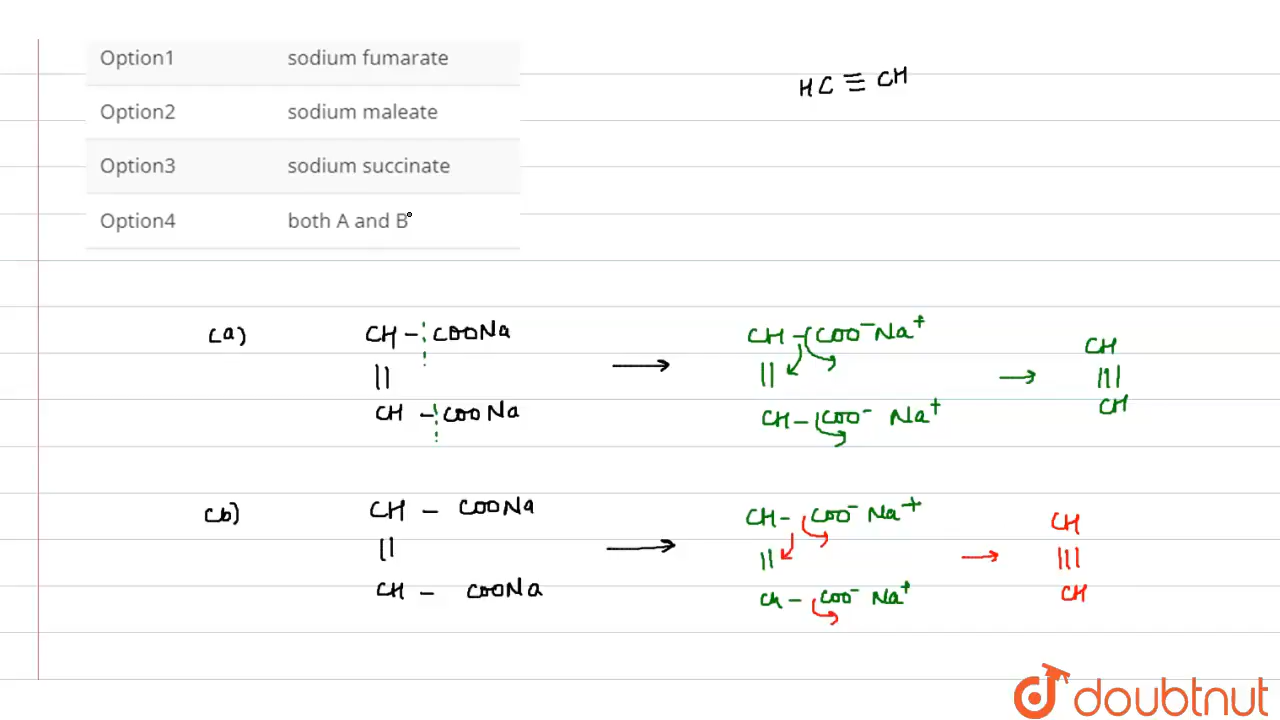 Option1 sodium fumarate
HC ≡ CH
Option2 sodium maleate
Option3 sodium succinate
Option4 both A and B
(a) CH - COONa → CH - COO⁻ Na⁺ → CH
|| || |||
CH - COONa CH - COO⁻ Na⁺ CH
(b) CH - COONa → CH - COO⁻ Na⁺ → CH
|| || |||
CH - COONa CH - COO⁻ Na⁺ CH
doubtnut